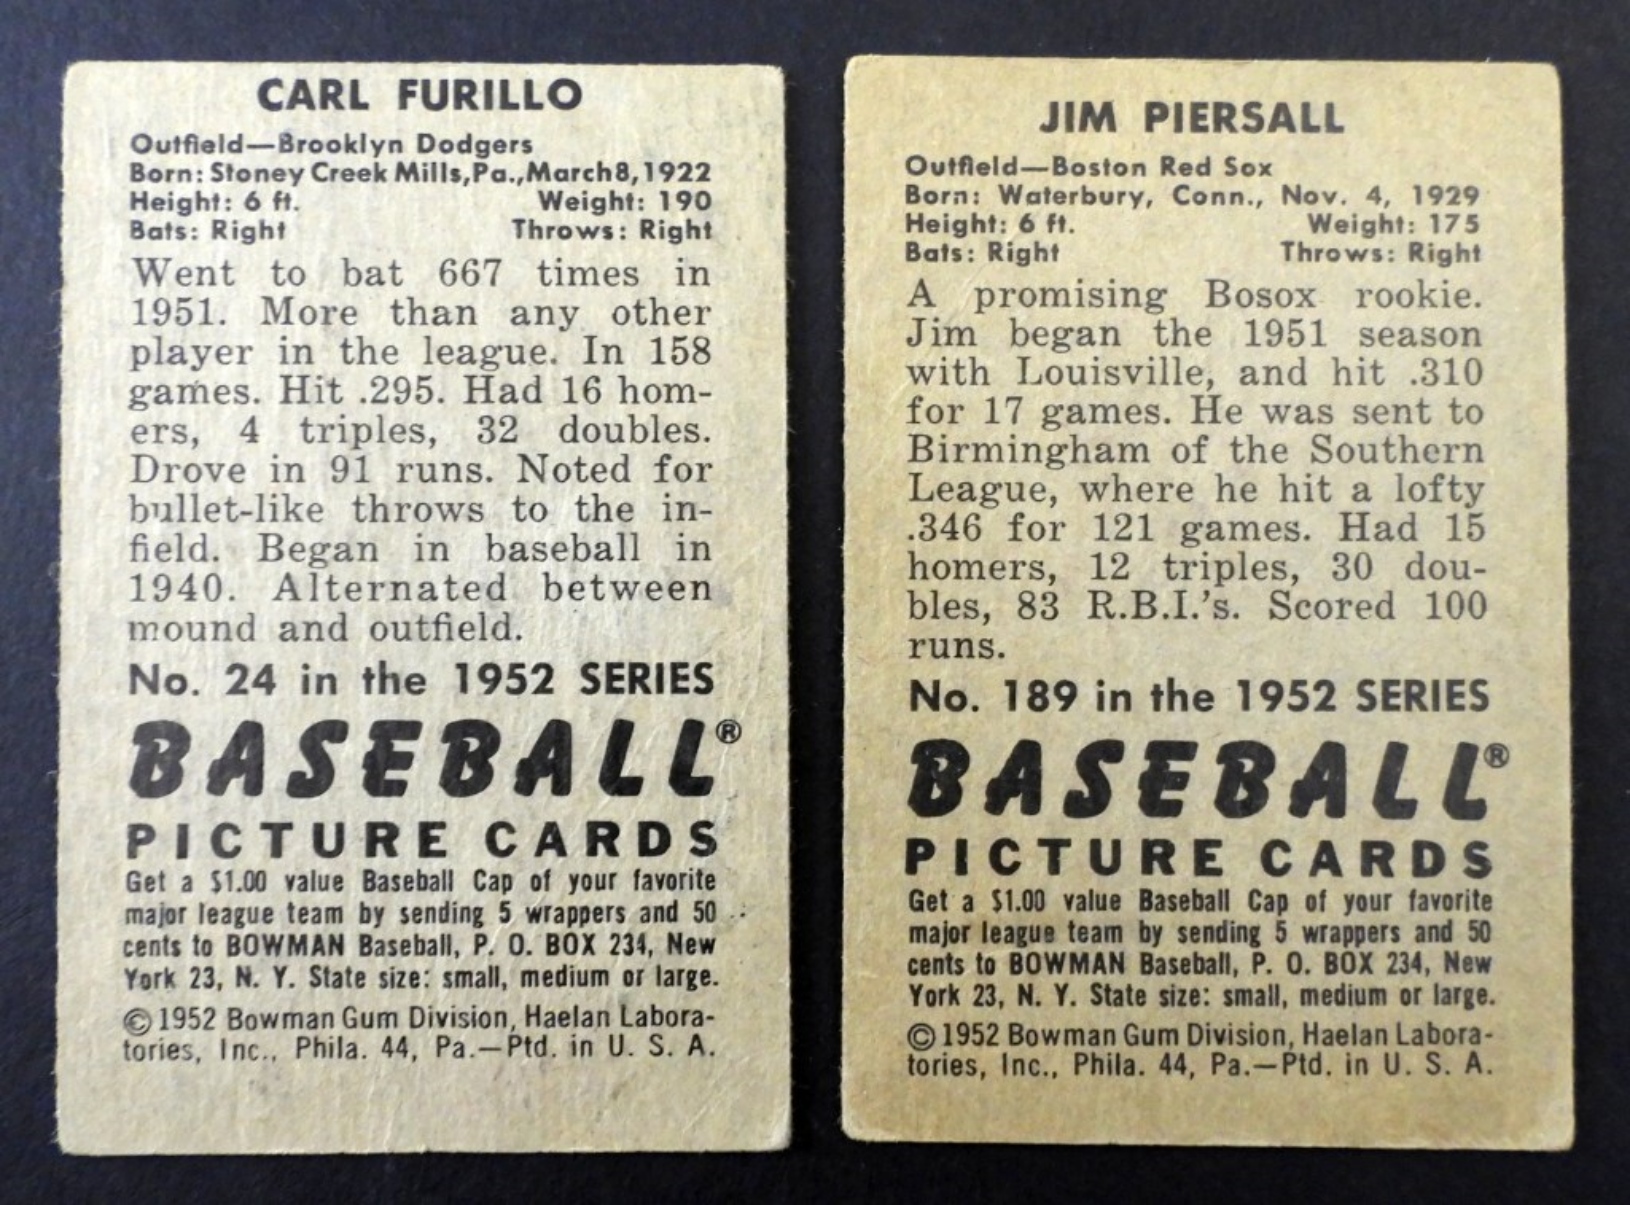 CARL FURILLO
Outfield—Brooklyn Dodgers
Born: Stoney Creek Mills, Pa., March 8, 1922
Height: 6 ft. Weight: 190
Bats: Right Throws: Right
Went to bat 667 times in
1951. More than any other
player in the league. In 158
games. Hit .295. Had 16 hom-
ers, 4 triples, 32 doubles.
Drove in 91 runs. Noted for
bullet-like throws to the in-
field. Began in baseball in
1940. Alternated between
mound and outfield.
No. 24 in the 1952 SERIES
BASEBALL®
PICTURE CARDS
Get a $1.00 value Baseball Cap of your favorite
major league team by sending 5 wrappers and 50
cents to BOWMAN Baseball, P. O. BOX 234, New
York 23, N. Y. State size: small, medium or large.
© 1952 Bowman Gum Division, Haelan Labora-
tories, Inc., Phila. 44, Pa.—Ptd. in U. S. A.
JIM PIERSALL
Outfield—Boston Red Sox
Born: Waterbury, Conn., Nov. 4, 1929
Height: 6 ft. Weight: 175
Bats: Right Throws: Right
A promising Bosox rookie.
Jim began the 1951 season
with Louisville, and hit .310
for 17 games. He was sent to
Birmingham of the Southern
League, where he hit a lofty
.346 for 121 games. Had 15
homers, 12 triples, 30 dou-
bles, 83 R.B.I.'s. Scored 100
runs.
No. 189 in the 1952 SERIES
BASEBALL®
PICTURE CARDS
Get a $1.00 value Baseball Cap of your favorite
major league team by sending 5 wrappers and 50
cents to BOWMAN Baseball, P. O. BOX 234, New
York 23, N. Y. State size: small, medium or large.
© 1952 Bowman Gum Division, Haelan Labora-
tories, Inc., Phila. 44, Pa.—Ptd. in U. S. A.